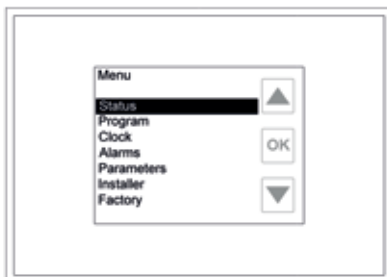 Menu
Status
Program
Clock
Alarms
Parameters
Installer
Factory
OK